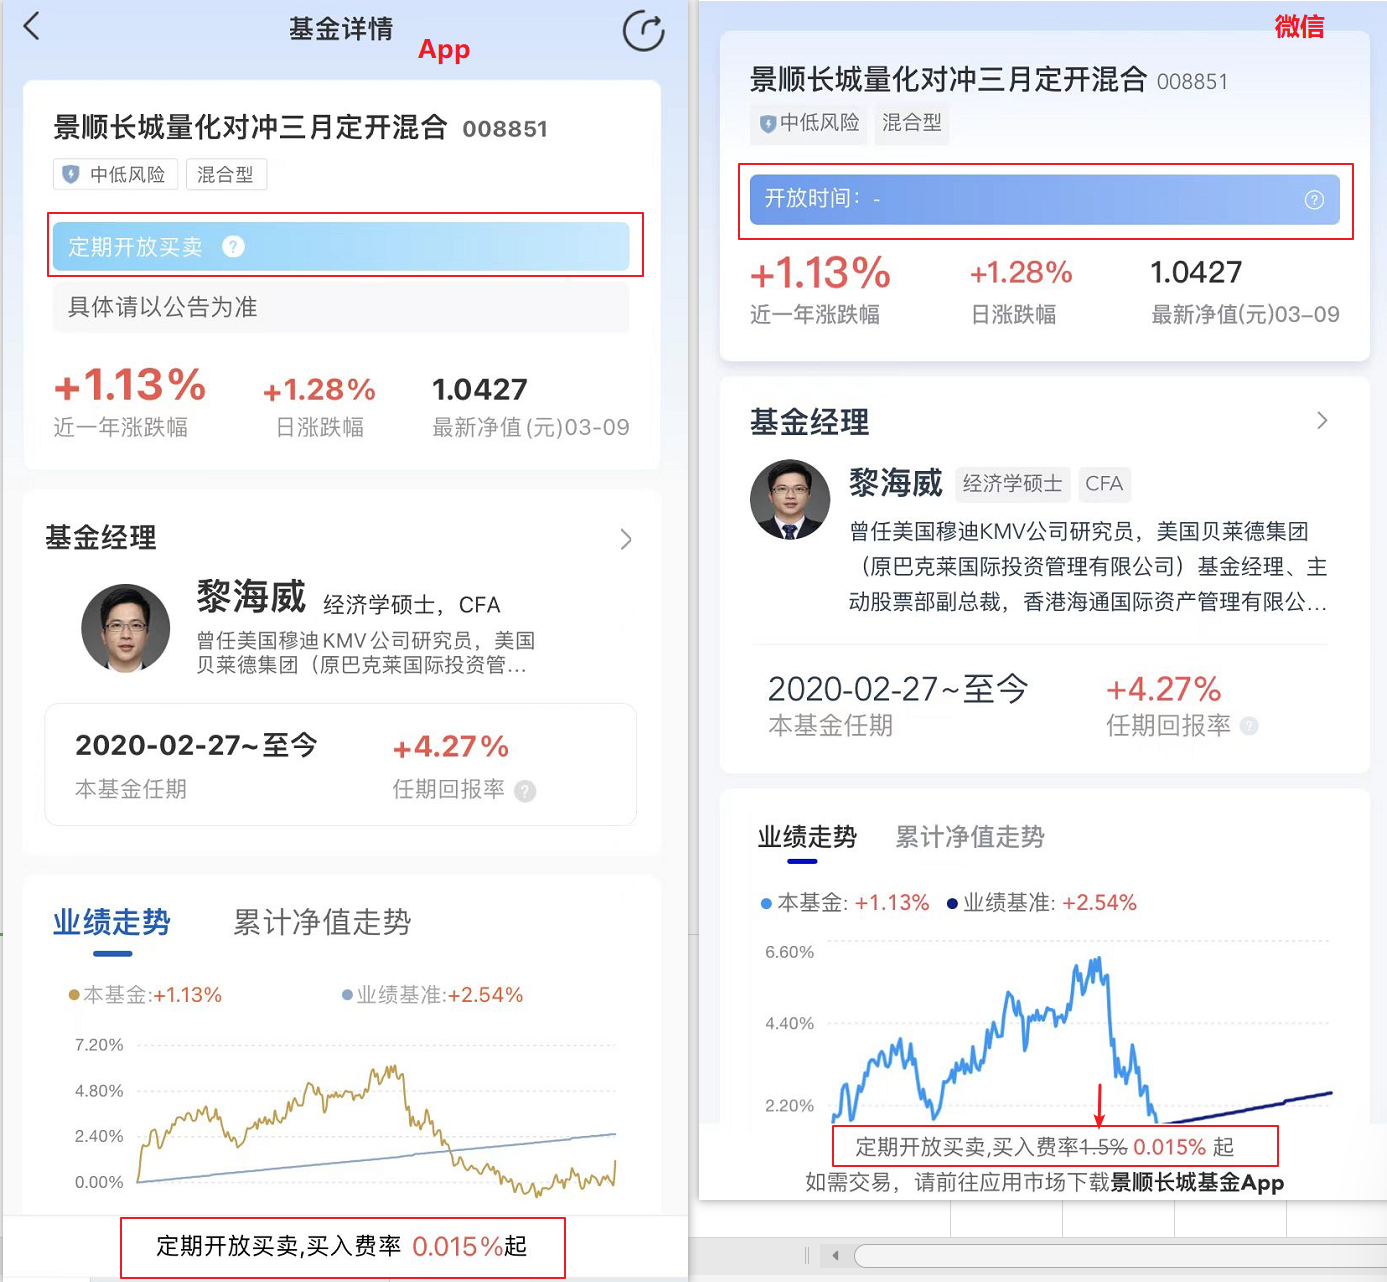 基金详情
App
景顺长城量化对冲三月定开混合 008851
中低风险 混合型
定期开放买卖 ?
具体请以公告为准
+1.13% +1.28% 1.0427
近一年涨跌幅 日涨跌幅 最新净值(元)03-09
基金经理
黎海威 经济学硕士，CFA
曾任美国穆迪KMV公司研究员，美国
贝莱德集团（原巴克莱国际投资管...
2020-02-27~至今 +4.27%
本基金任期 任期回报率 ?
业绩走势 累计净值走势
本基金:+1.13% 业绩基准:+2.54%
7.20%
4.80%
2.40%
0.00%
定期开放买卖,买入费率 0.015%起
微信
景顺长城量化对冲三月定开混合 008851
中低风险 混合型
开放时间：- ?
+1.13% +1.28% 1.0427
近一年涨跌幅 日涨跌幅 最新净值(元)03-09
基金经理
黎海威 经济学硕士 CFA
曾任美国穆迪KMV公司研究员，美国贝莱德集团
（原巴克莱国际投资管理有限公司）基金经理、主
动股票部副总裁，香港海通国际资产管理有限公...
2020-02-27~至今 +4.27%
本基金任期 任期回报率 ?
业绩走势 累计净值走势
本基金: +1.13% 业绩基准: +2.54%
6.60%
4.40%
2.20%
定期开放买卖,买入费率1.5% 0.015% 起
如需交易，请前往应用市场下载景顺长城基金App